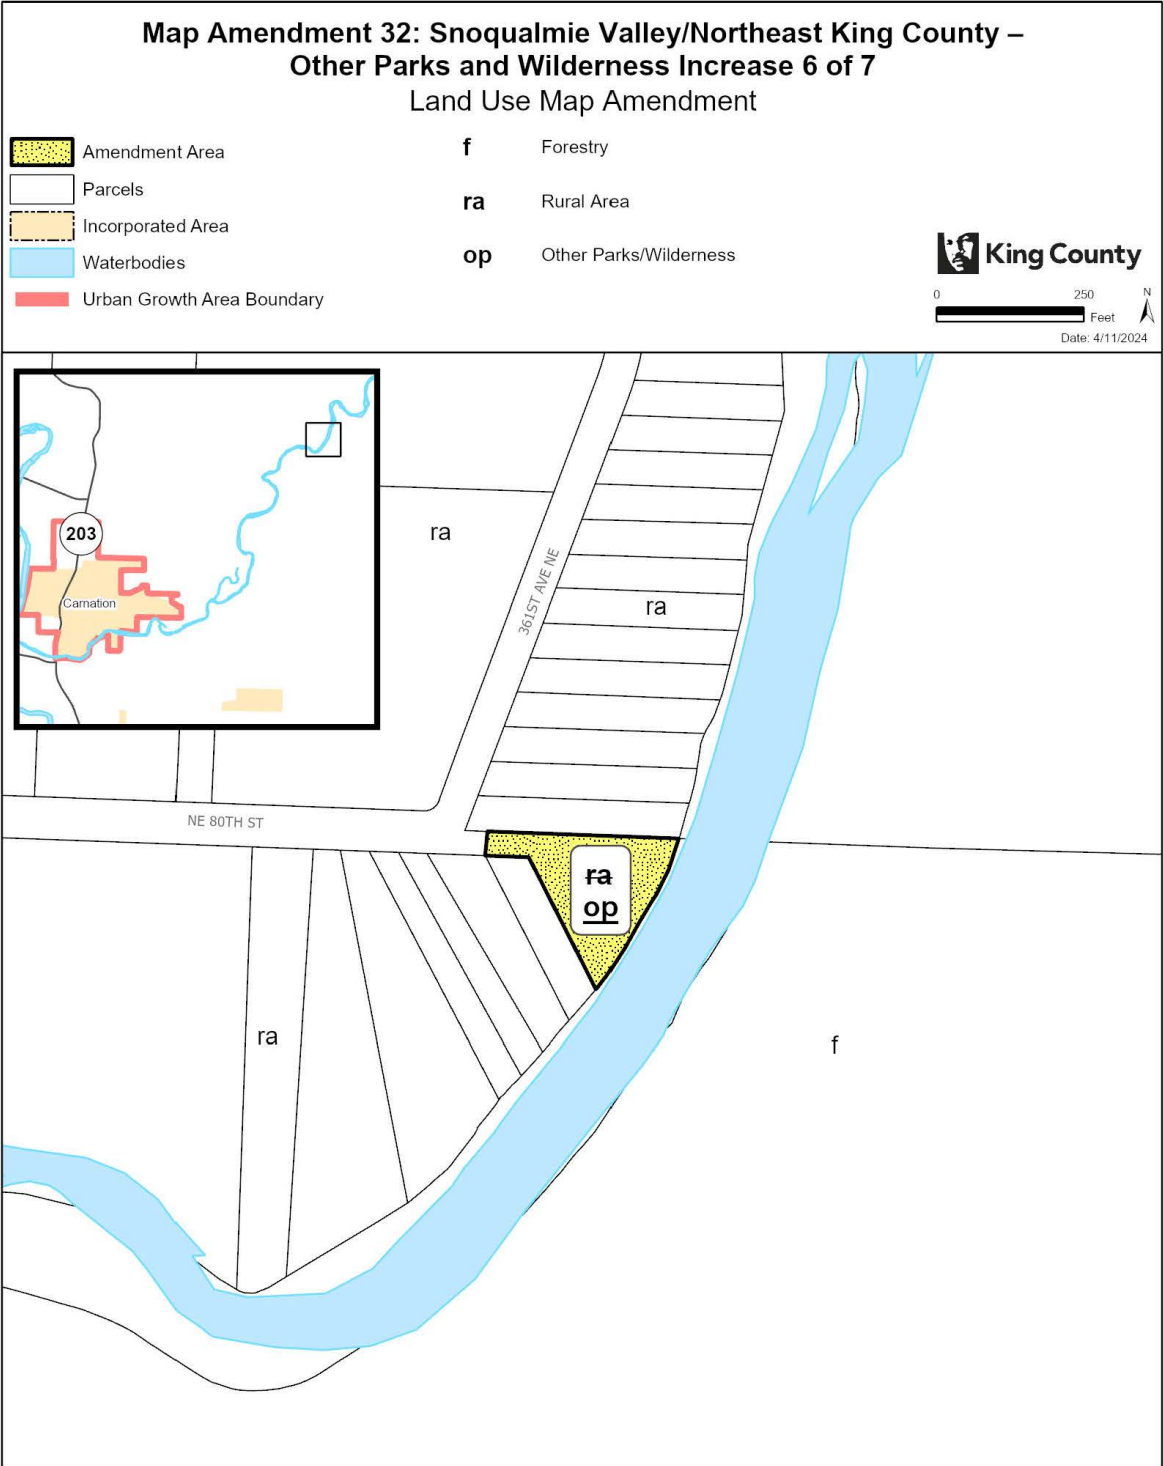 Map Amendment 32: Snoqualmie Valley/Northeast King County –
Other Parks and Wilderness Increase 6 of 7
Land Use Map Amendment
Amendment Area
Parcels
Incorporated Area
Waterbodies
Urban Growth Area Boundary
f Forestry
ra Rural Area
op Other Parks/Wilderness
King County
0 250
Feet
N
Date: 4/11/2024
203
Carnation
ra
361ST AVE NE
ra
NE 80TH ST
ra
op
ra
f